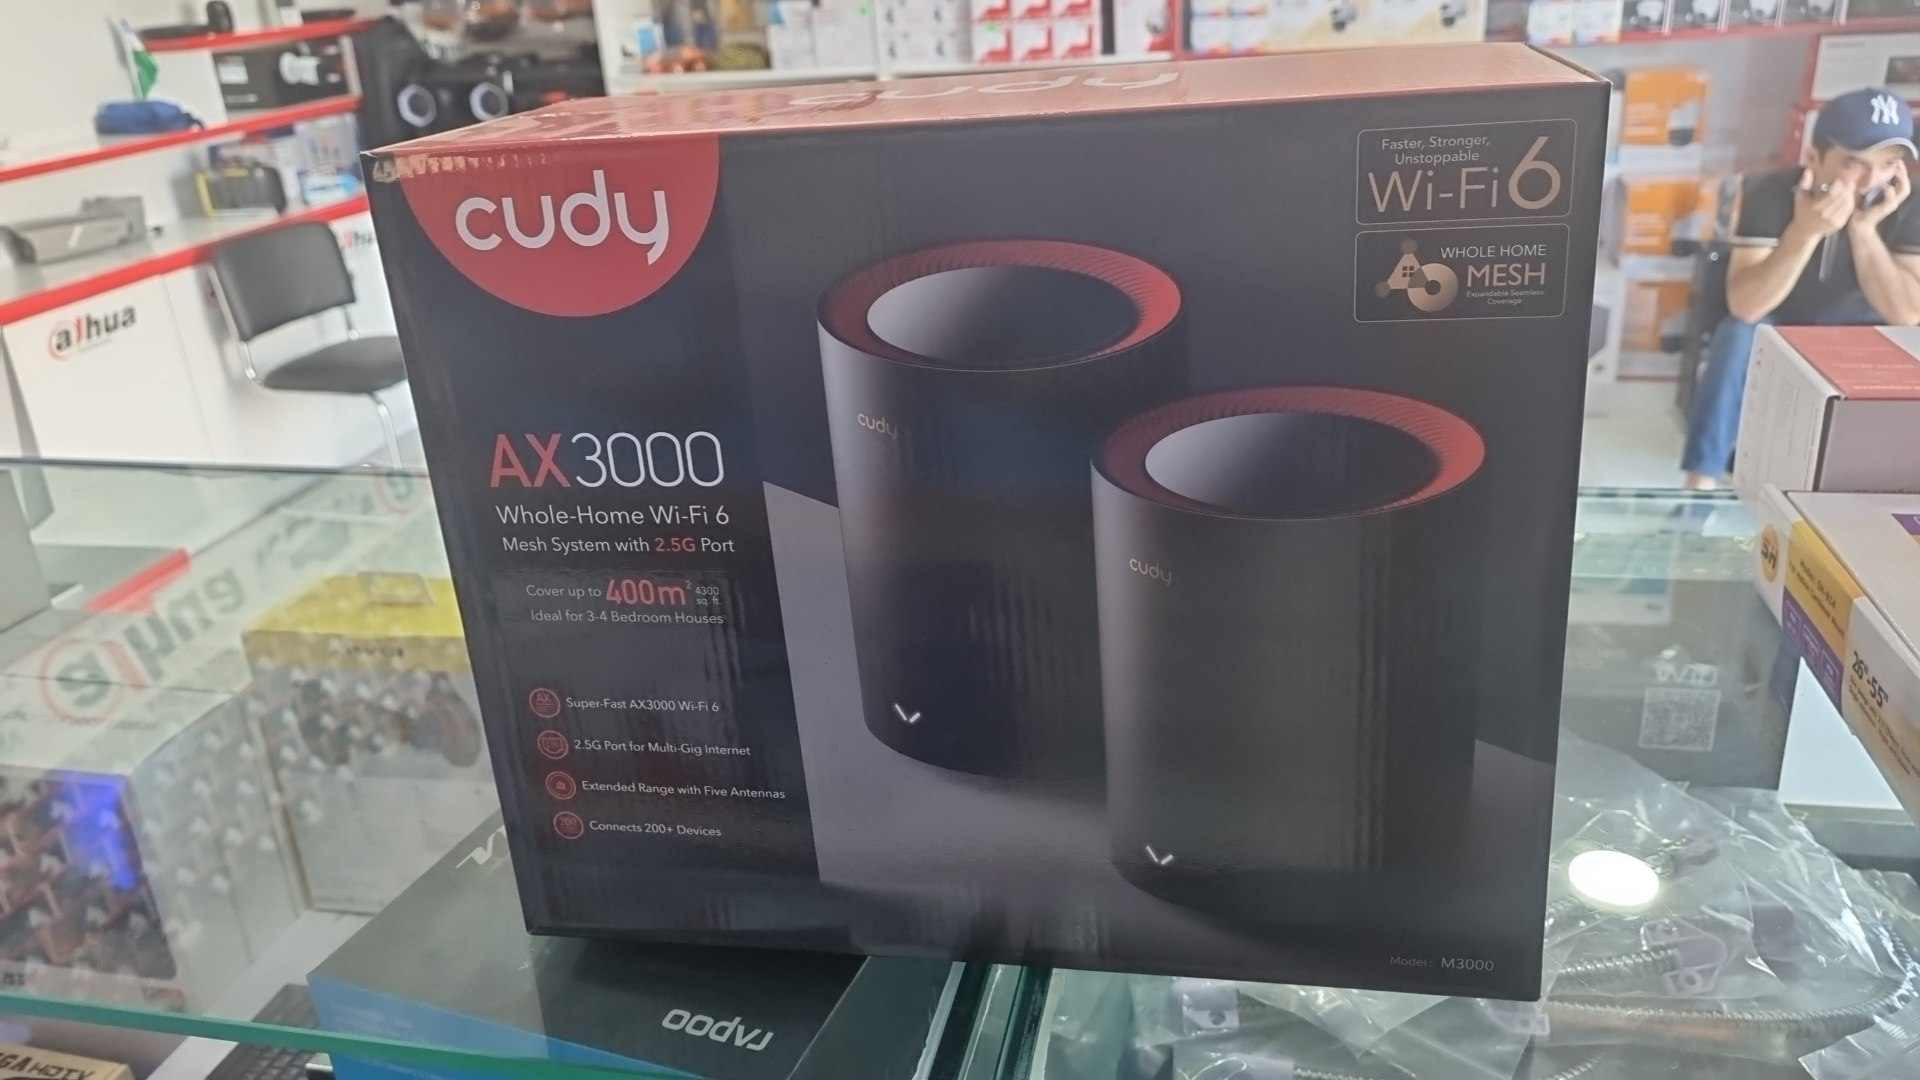 cudy
cudy
Faster, Stronger,
Unstoppable
Wi-Fi 6
WHOLE HOME
MESH
Expandable Seamless
Coverage
AX3000
Whole-Home Wi-Fi 6
Mesh System with 2.5G Port
Cover up to 400m² 4300 sq. ft.
Ideal for 3-4 Bedroom Houses
Super-Fast AX3000 Wi-Fi 6
2.5G Port for Multi-Gig Internet
Extended Range with Five Antennas
Connects 200+ Devices
cudy
cudy
Model: M3000
alhua
NY
26"-55"
rapoo